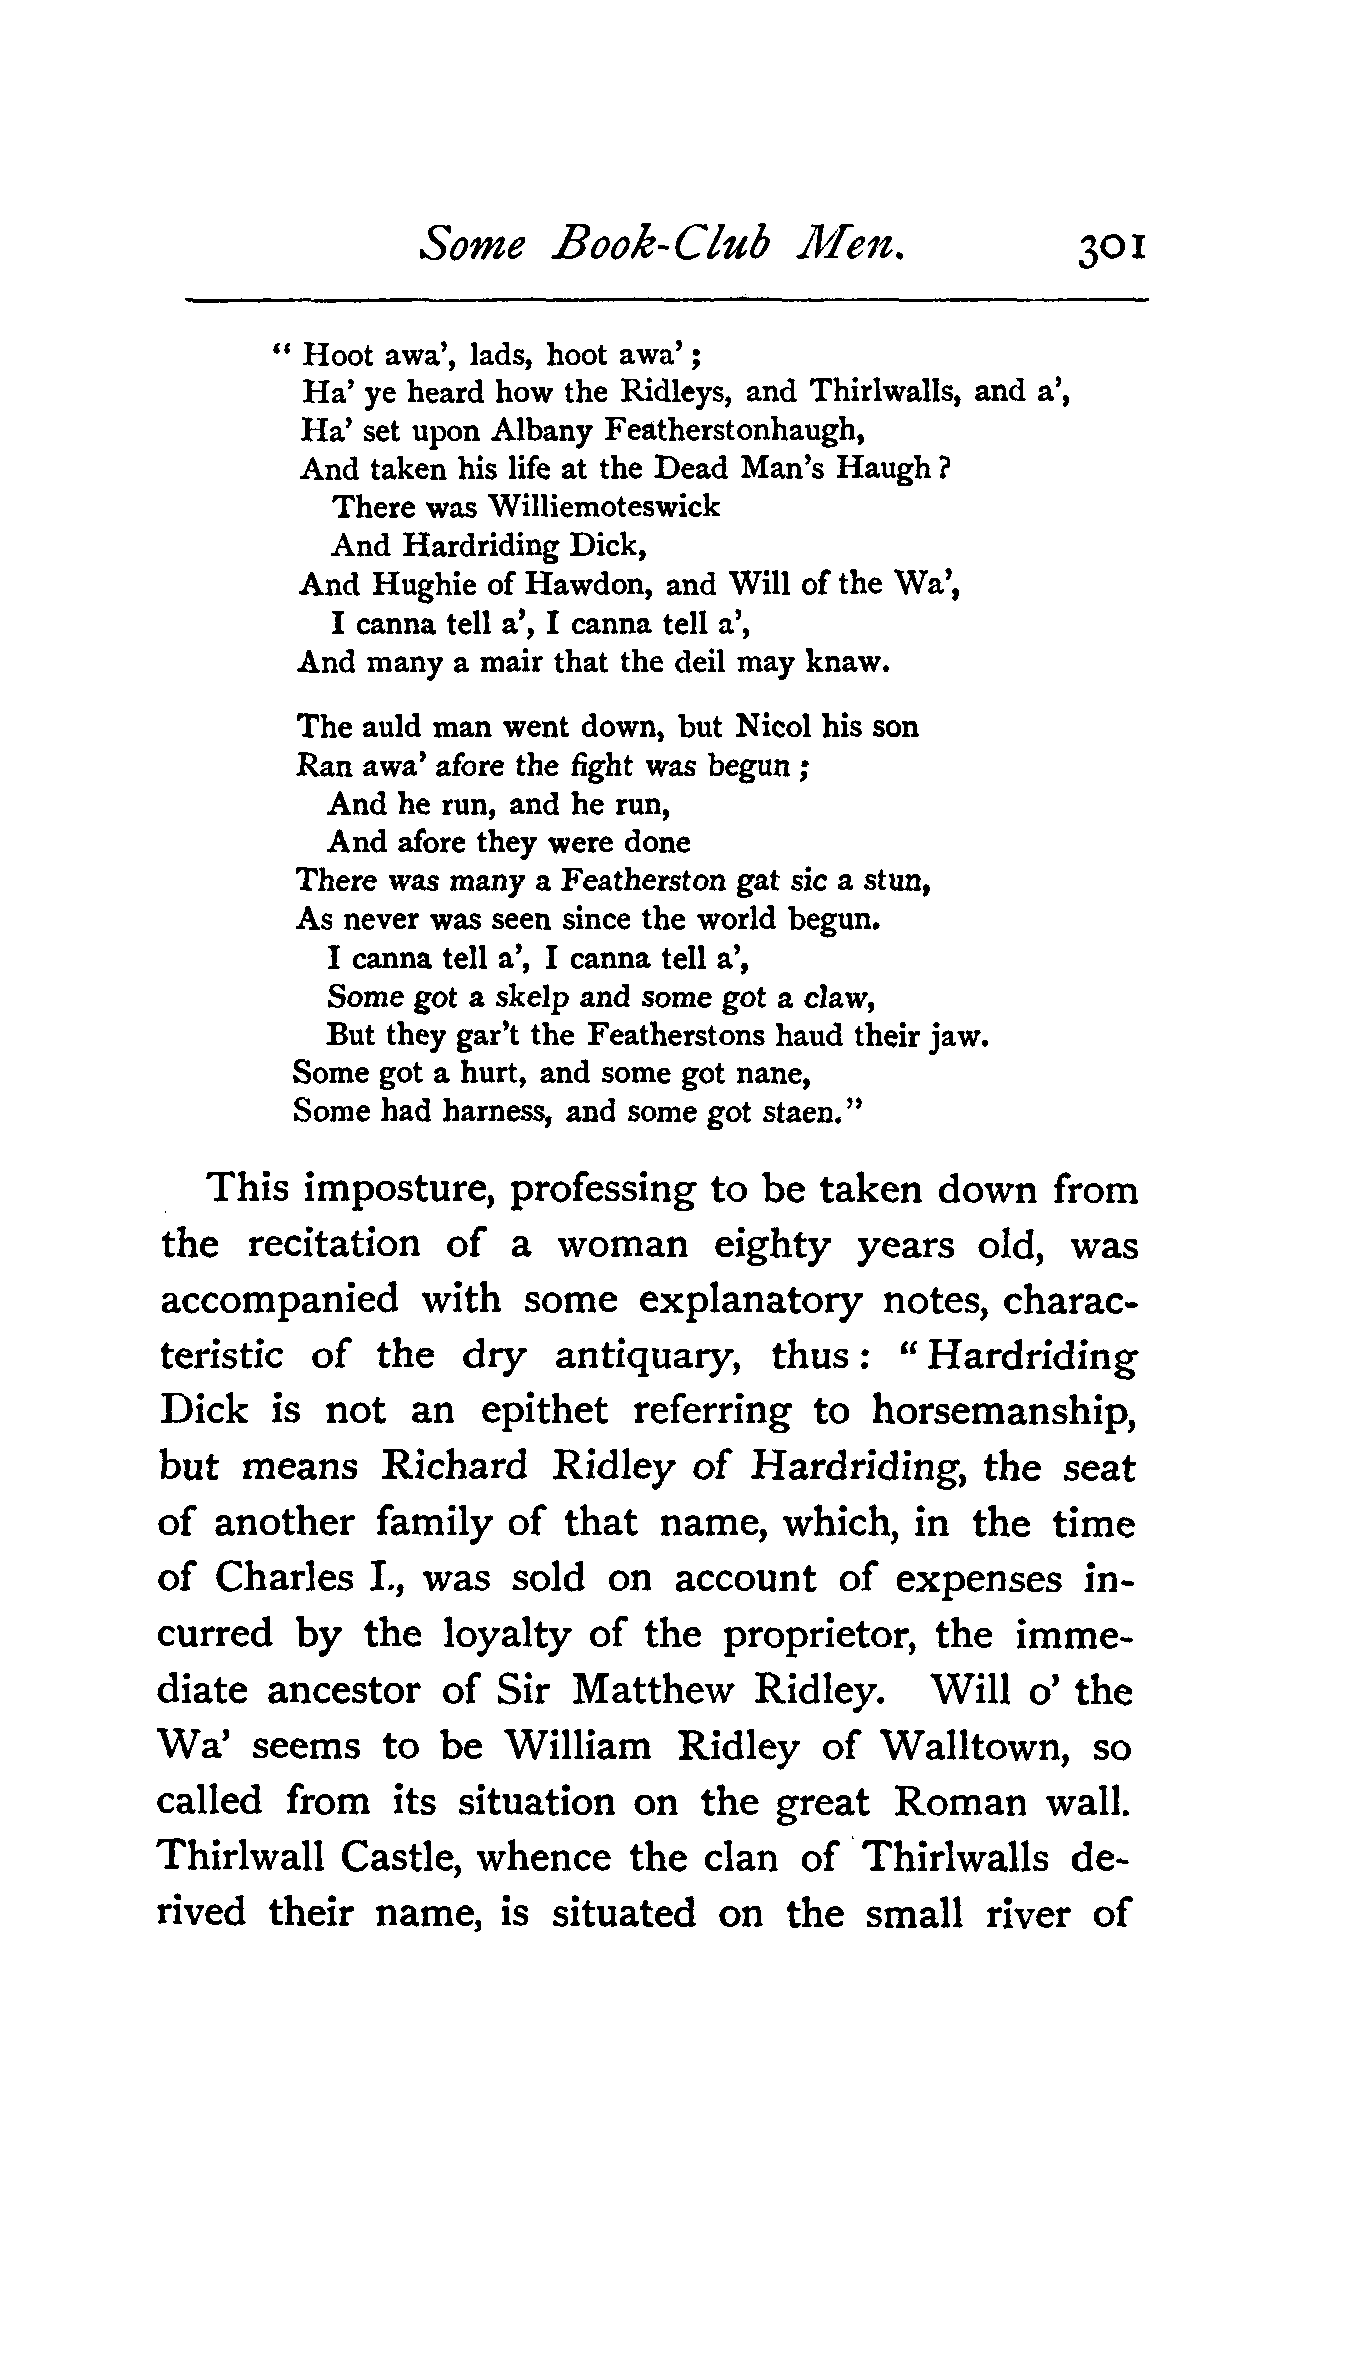 Some Book-Club Men. 301
“ Hoot awa’, lads, hoot awa’ ;
Ha’ ye heard how the Ridleys, and Thirlwalls, and a’,
Ha’ set upon Albany Featherstonhaugh,
And taken his life at the Dead Man’s Haugh ?
There was Williemoteswick
And Hardriding Dick,
And Hughie of Hawdon, and Will of the Wa’,
I canna tell a’, I canna tell a’,
And many a mair that the deil may knaw.
The auld man went down, but Nicol his son
Ran awa’ afore the fight was begun ;
And he run, and he run,
And afore they were done
There was many a Featherston gat sic a stun,
As never was seen since the world begun.
I canna tell a’, I canna tell a’,
Some got a skelp and some got a claw,
But they gar’t the Featherstons haud their jaw.
Some got a hurt, and some got nane,
Some had harness, and some got staen.”
This imposture, professing to be taken down from
the recitation of a woman eighty years old, was
accompanied with some explanatory notes, charac-
teristic of the dry antiquary, thus : “ Hardriding
Dick is not an epithet referring to horsemanship,
but means Richard Ridley of Hardriding, the seat
of another family of that name, which, in the time
of Charles I., was sold on account of expenses in-
curred by the loyalty of the proprietor, the imme-
diate ancestor of Sir Matthew Ridley. Will o’ the
Wa’ seems to be William Ridley of Walltown, so
called from its situation on the great Roman wall.
Thirlwall Castle, whence the clan of Thirlwalls de-
rived their name, is situated on the small river of